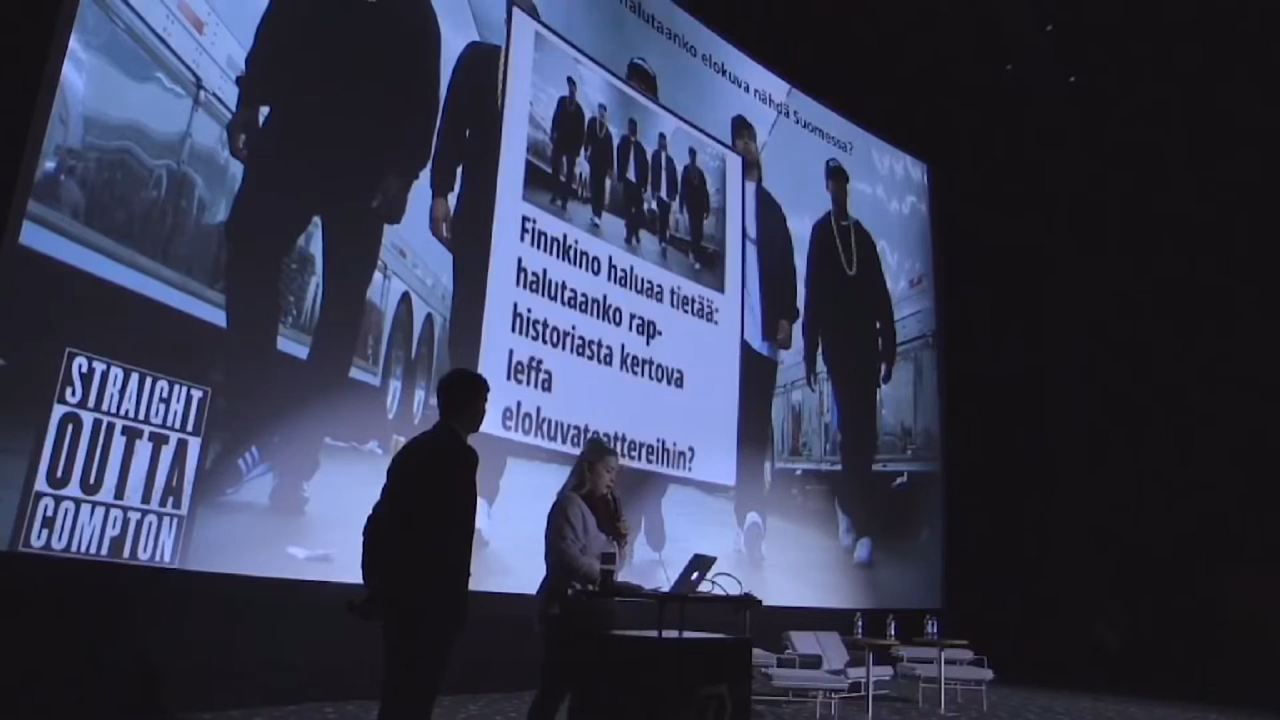 halutaanko elokuva nähdä Suomessa?
Finnkino haluaa tietää:
halutaanko rap-
historiasta kertova
leffa
elokuvateattereihin?
STRAIGHT
OUTTA
COMPTON